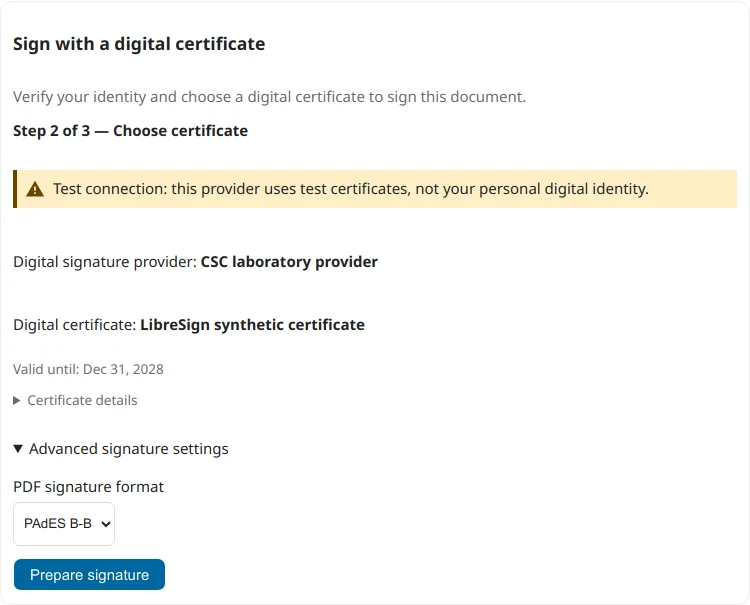 Sign with a digital certificate
Verify your identity and choose a digital certificate to sign this document.
Step 2 of 3 — Choose certificate
Test connection: this provider uses test certificates, not your personal digital identity.
Digital signature provider: CSC laboratory provider
Digital certificate: LibreSign synthetic certificate
Valid until: Dec 31, 2028
Certificate details
Advanced signature settings
PDF signature format
PAdES B-B
Prepare signature